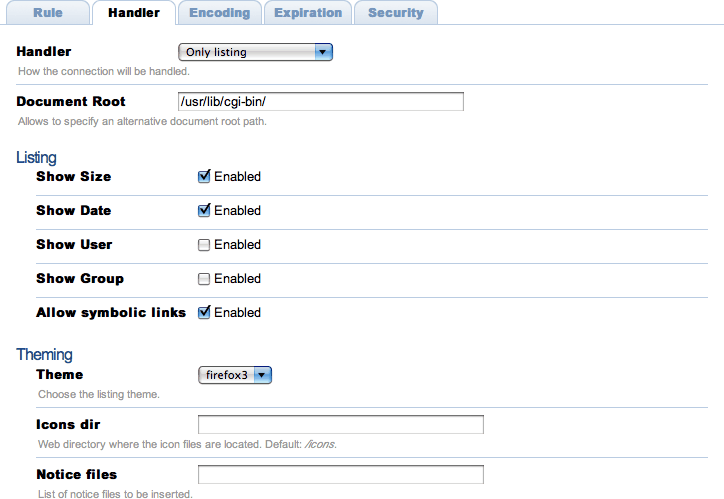 Rule Handler Encoding Expiration Security
Handler Only listing
How the connection will be handled.
Document Root /usr/lib/cgi-bin/
Allows to specify an alternative document root path.
Listing
Show Size Enabled
Show Date Enabled
Show User Enabled
Show Group Enabled
Allow symbolic links Enabled
Theming
Theme firefox3
Choose the listing theme.
Icons dir
Web directory where the icon files are located. Default: /icons.
Notice files
List of notice files to be inserted.